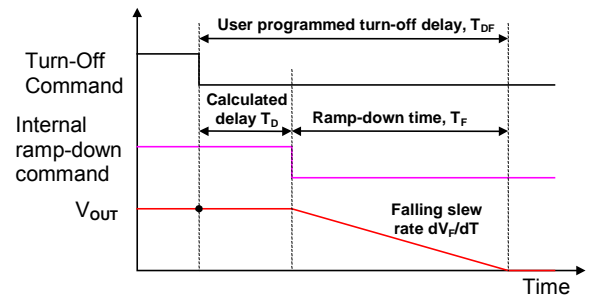 User programmed turn-off delay, TDF
Turn-Off
Command
Calculated
delay TD
Ramp-down time, TF
Internal
ramp-down
command
VOUT
Falling slew
rate dVF/dT
Time